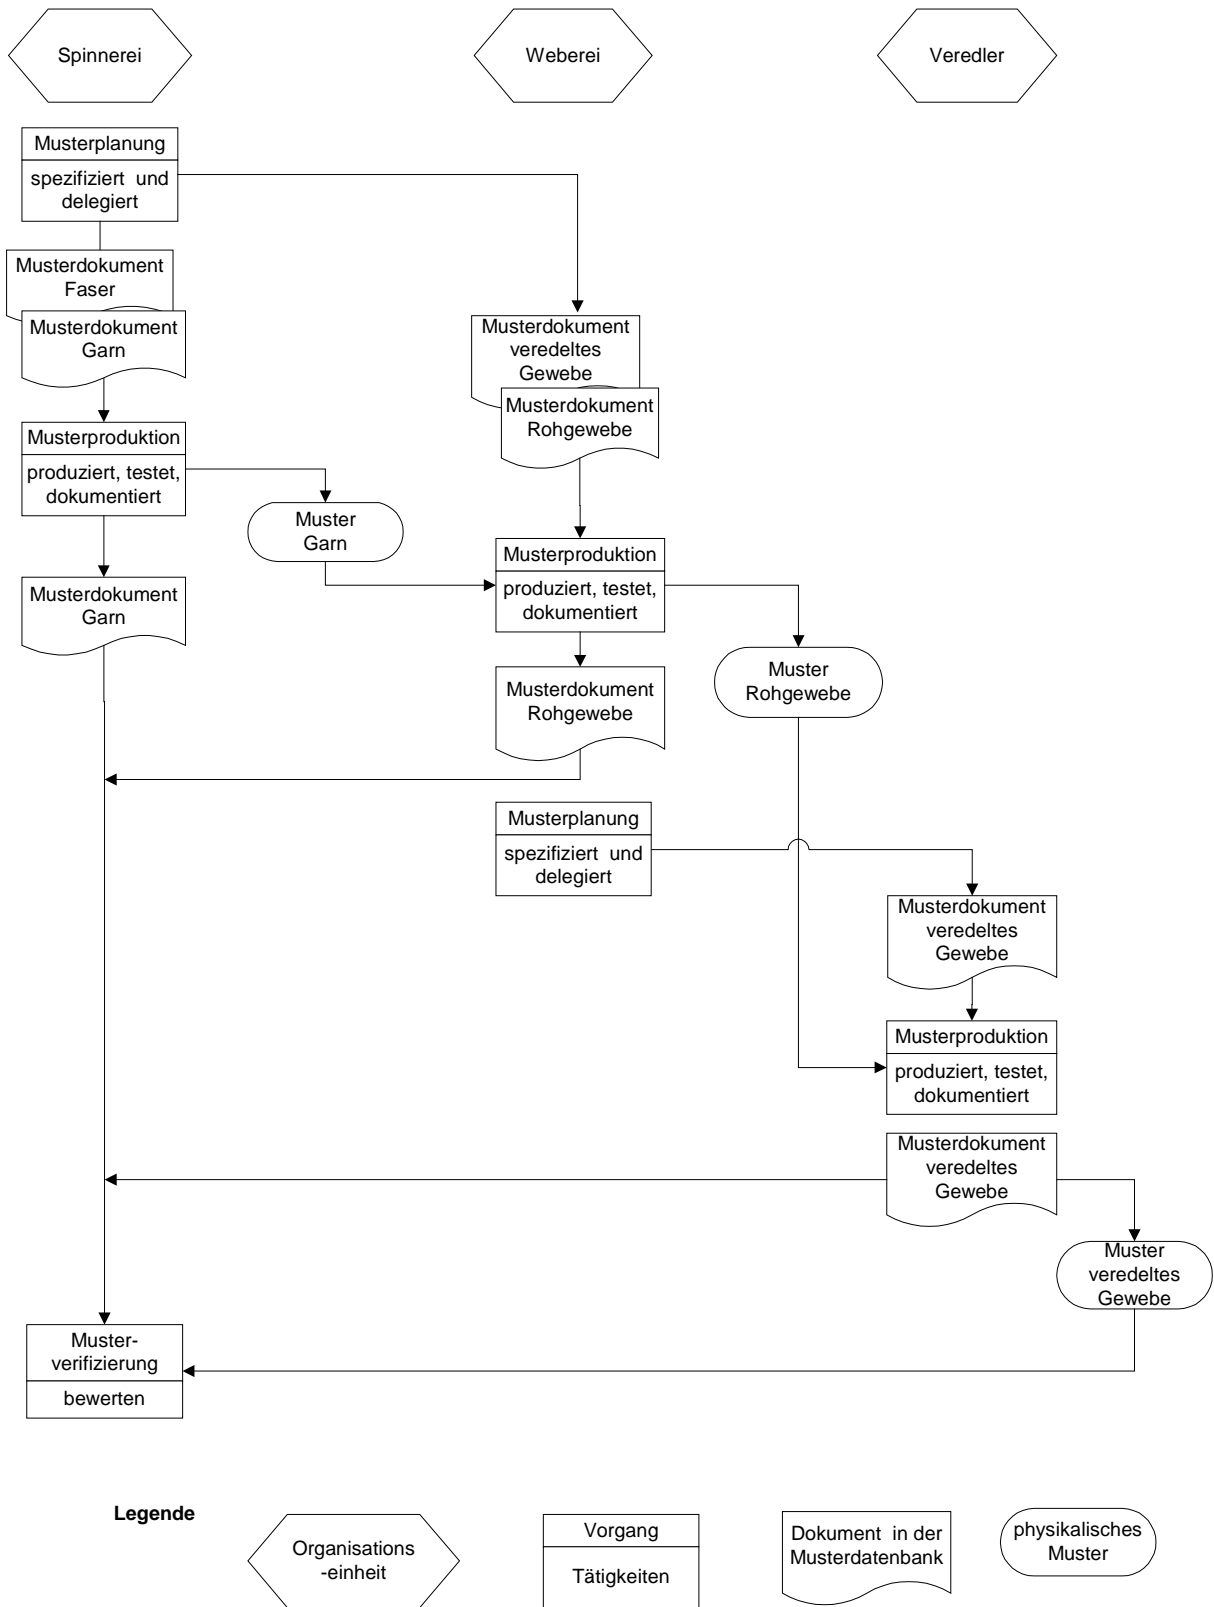 Spinnerei
Weberei
Veredler
Musterplanung
spezifiziert und
delegiert
Musterdokument
Faser
Musterdokument
Garn
Musterdokument
veredeltes
Gewebe
Musterdokument
Rohgewebe
Musterproduktion
produziert, testet,
dokumentiert
Muster
Garn
Musterproduktion
produziert, testet,
dokumentiert
Musterdokument
Garn
Muster
Rohgewebe
Musterdokument
Rohgewebe
Musterplanung
spezifiziert und
delegiert
Musterdokument
veredeltes
Gewebe
Musterproduktion
produziert, testet,
dokumentiert
Musterdokument
veredeltes
Gewebe
Muster
veredeltes
Gewebe
Muster-
verifizierung
bewerten
Legende
Organisations
-einheit
Vorgang
Tätigkeiten
Dokument in der
Musterdatenbank
physikalisches
Muster